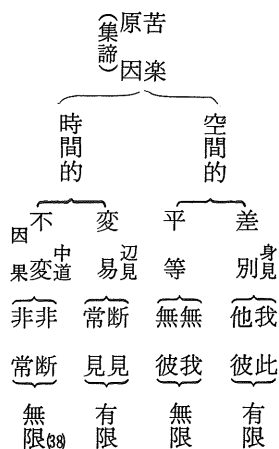 苦楽
原因
(集諦)
空間的
時間的
身見
差別
平等
辺見
変易
中道
不変
因果
我此
他彼
無我
無彼
断見
常見
非断
非常
有限
無限
有限
無限(38)